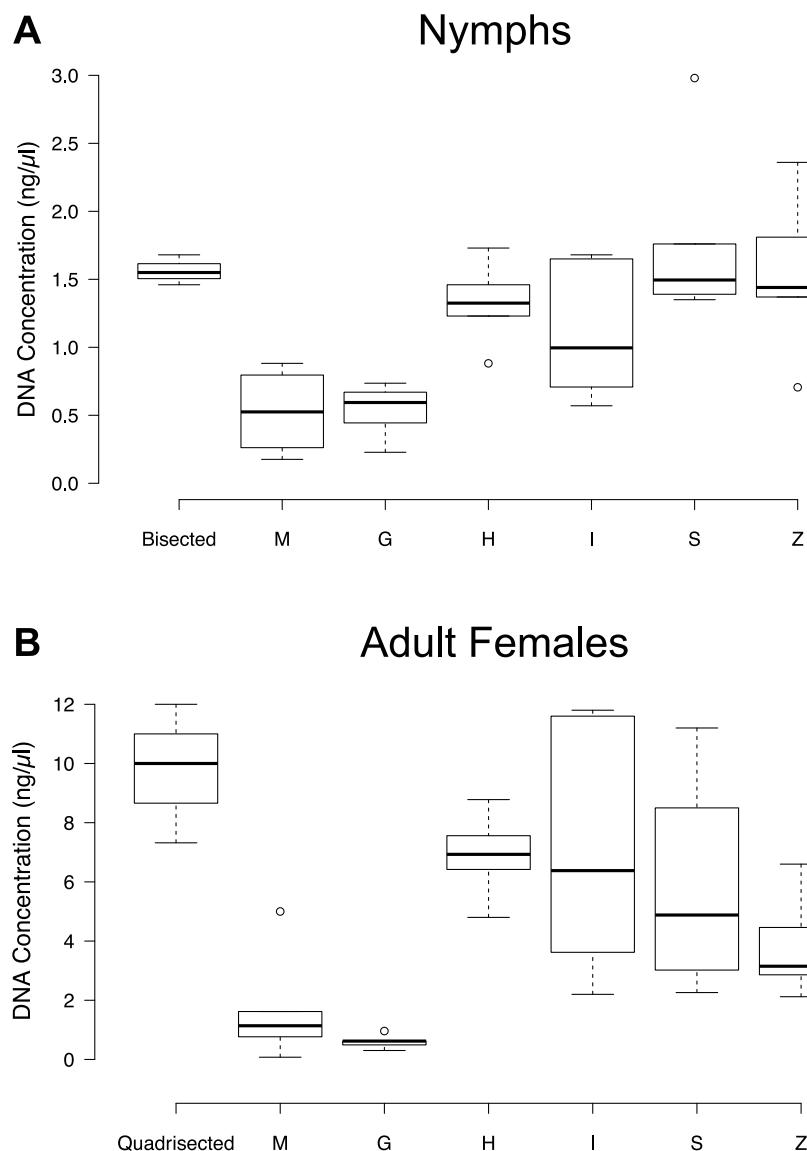 A
Nymphs
DNA Concentration (ng/µl)
3.0
2.5
2.0
1.5
1.0
0.5
0.0
Bisected M G H I S Z
B
Adult Females
DNA Concentration (ng/µl)
12
10
8
6
4
2
0
Quadrisected M G H I S Z